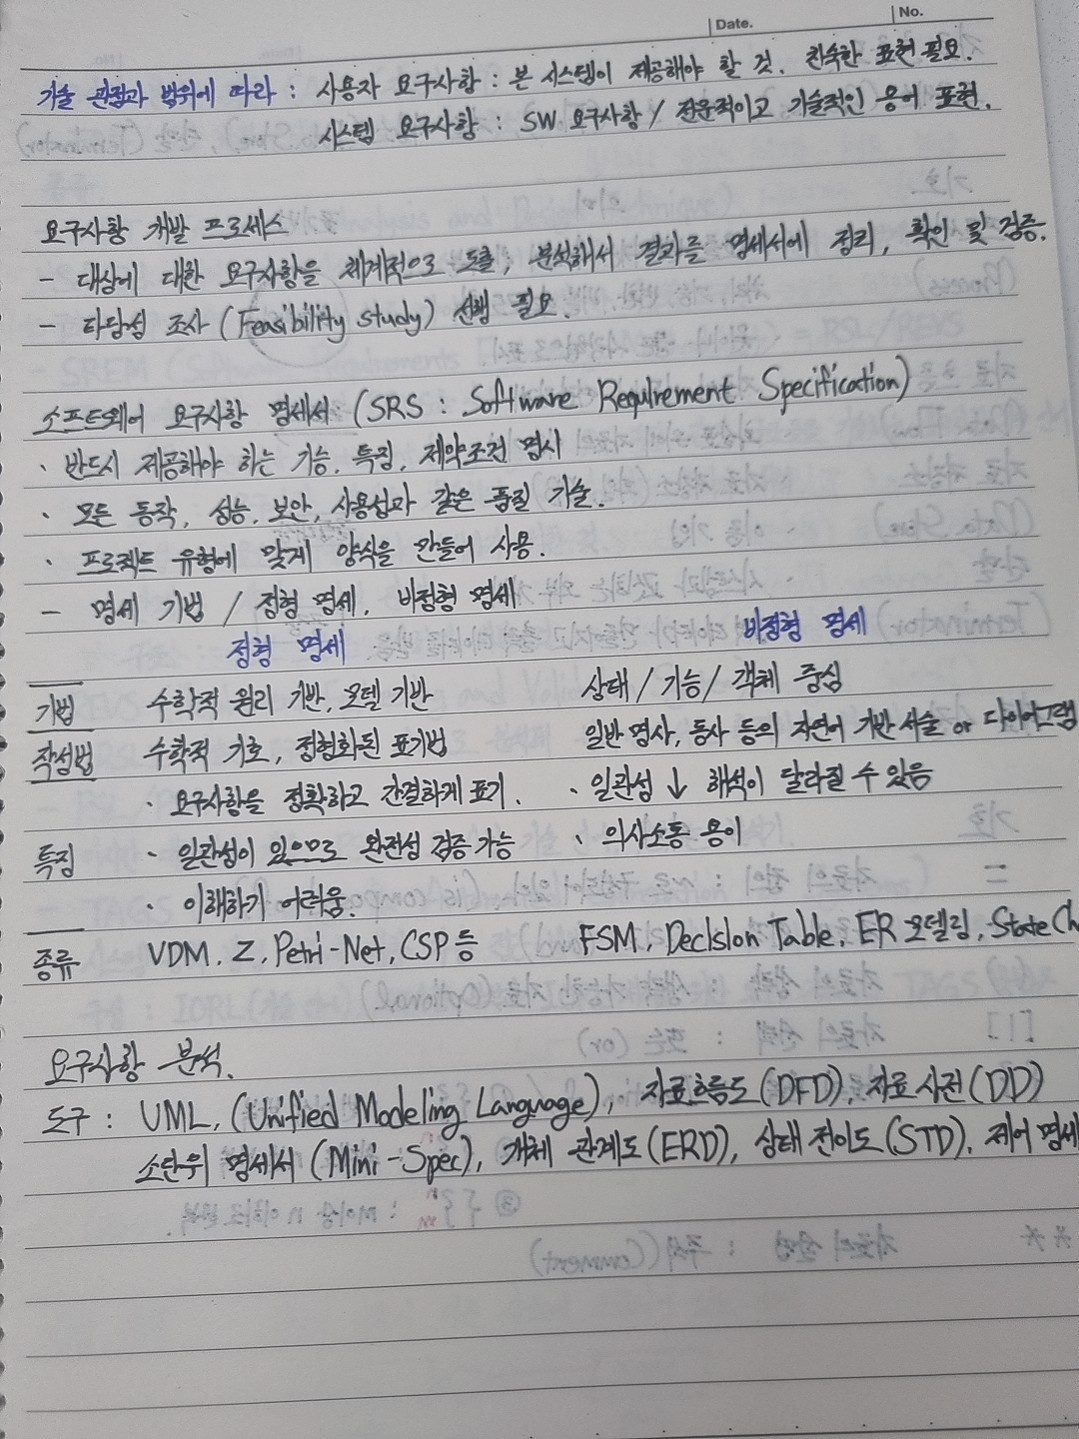 Date.
No.
기술 관점과 범위에 따라 : 사용자 요구사항 : 본 시스템이 제공해야 할 것. 친숙한 표현 필요.
시스템 요구사항 : SW 요구사항 / 전문적이고 기술적인 용어 표현.
요구사항 개발 프로세스
- 대상에 대한 요구사항을 체계적으로 도출, 분석해서 결과를 명세서에 정리, 확인 및 검증.
- 타당성 조사 (Feasibility study) 선행 필요.
소프트웨어 요구사항 명세서 (SRS : Software Requirement Specification)
· 반드시 제공해야 하는 기능, 특징, 제약조건 명시
· 모든 동작, 성능, 보안, 사용성과 같은 품질 기술.
· 프로젝트 유형에 맞게 양식을 만들어 사용.
- 명세 기법 / 정형 명세, 비정형 명세
정형 명세 비정형 명세
기법 수학적 원리 기반, 모델 기반 상태 / 기능 / 객체 중심
작성법 수학적 기호, 정형화된 표기법 일반 명사, 동사 등의 자연어 기반 서술 or 다이어그램
· 요구사항을 정확하고 간결하게 표기. · 일관성 ↓ 해석이 달라질 수 있음
특징 · 일관성이 있으므로 완전성 검증 가능 · 의사소통 용이
· 이해하기 어려움.
종류 VDM, Z, Petri-Net, CSP 등 FSM, Decision Table, ER 모델링, State Ch
요구사항 분석.
도구 : UML, (Unified Modeling Language), 자료흐름도 (DFD), 자료사전 (DD)
소단위 명세서 (Mini-Spec), 개체 관계도 (ERD), 상태 전이도 (STD), 제어 명세